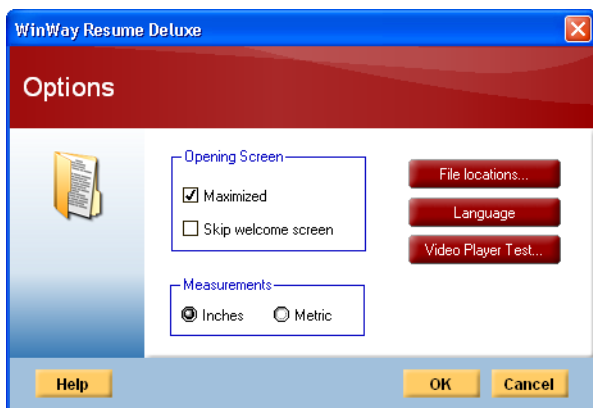 WinWay Resume Deluxe
Options
Opening Screen
Maximized
Skip welcome screen
Measurements
Inches Metric
File locations...
Language
Video Player Test...
Help OK Cancel